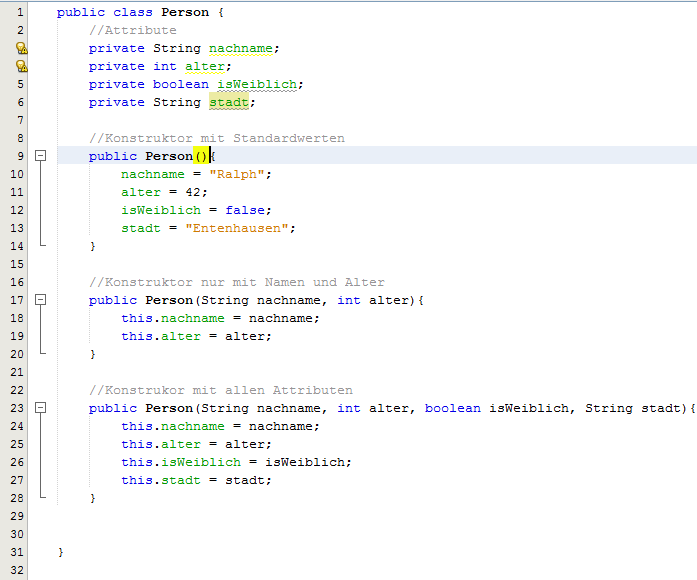 1 public class Person {
2 //Attribute
private String nachname;
private int alter;
5 private boolean isWeiblich;
6 private String stadt;
7
8 //Konstruktor mit Standardwerten
9 public Person(){
10 nachname = "Ralph";
11 alter = 42;
12 isWeiblich = false;
13 stadt = "Entenhausen";
14 }
15
16 //Konstruktor nur mit Namen und Alter
17 public Person(String nachname, int alter){
18 this.nachname = nachname;
19 this.alter = alter;
20 }
21
22 //Konstrukor mit allen Attributen
23 public Person(String nachname, int alter, boolean isWeiblich, String stadt){
24 this.nachname = nachname;
25 this.alter = alter;
26 this.isWeiblich = isWeiblich;
27 this.stadt = stadt;
28 }
29
30
31 }
32